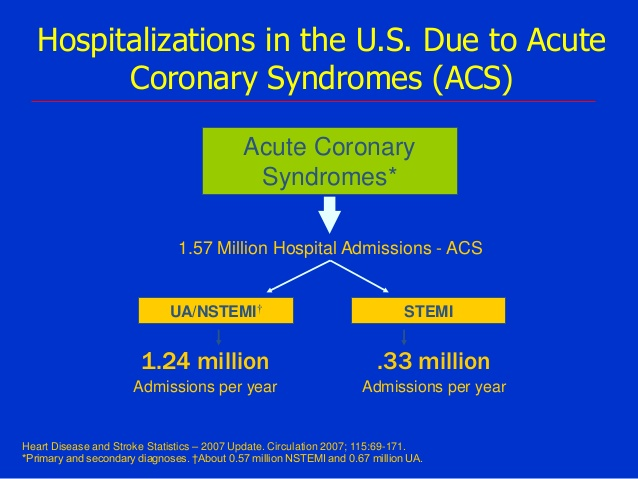 Hospitalizations in the U.S. Due to Acute
Coronary Syndromes (ACS)
Acute Coronary
Syndromes*
1.57 Million Hospital Admissions - ACS
UA/NSTEMI†
STEMI
1.24 million
Admissions per year
.33 million
Admissions per year
Heart Disease and Stroke Statistics – 2007 Update. Circulation 2007; 115:69-171.
*Primary and secondary diagnoses. †About 0.57 million NSTEMI and 0.67 million UA.